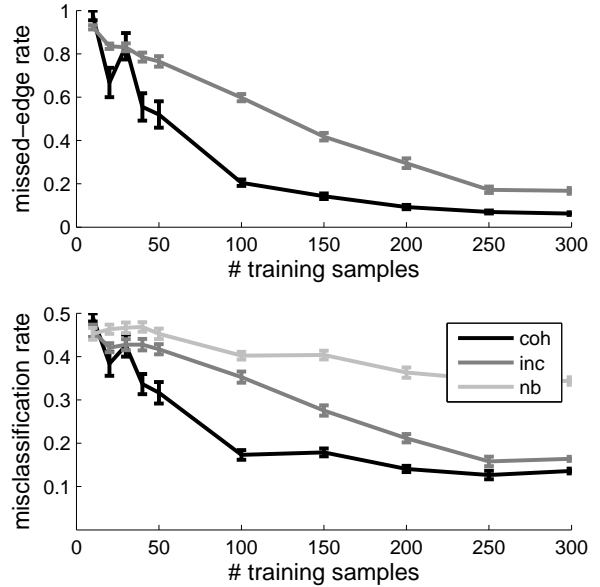 1
0.8
0.6
0.4
0.2
0
missed−edge rate
0 50 100 150 200 250 300
# training samples
0.5
0.4
0.3
0.2
0.1
misclassification rate
coh
inc
nb
0 50 100 150 200 250 300
# training samples